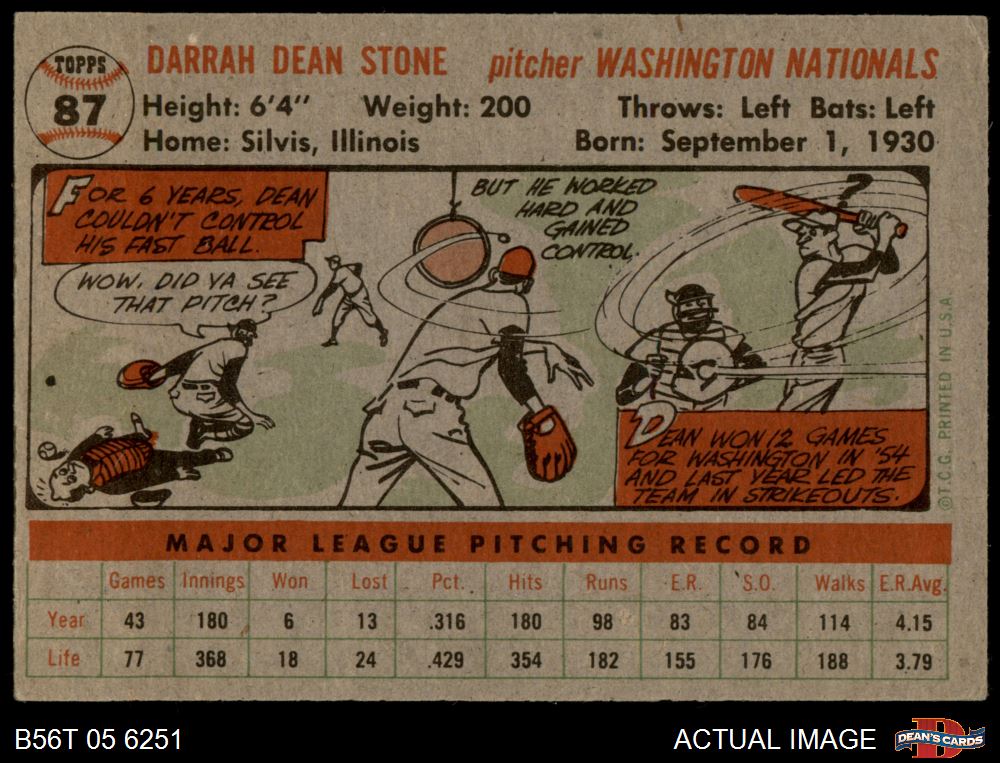 TOPPS
87
DARRAH DEAN STONE pitcher WASHINGTON NATIONALS
Height: 6'4" Weight: 200 Throws: Left Bats: Left
Home: Silvis, Illinois Born: September 1, 1930
FOR 6 YEARS, DEAN
COULDN'T CONTROL
HIS FAST BALL.
WOW, DID YA SEE
THAT PITCH?
BUT HE WORKED
HARD AND
GAINED
CONTROL.
?
DEAN WON 12 GAMES
FOR WASHINGTON IN '54
AND LAST YEAR LED THE
TEAM IN STRIKEOUTS.
© T.C.G. PRINTED IN U.S.A.
MAJOR LEAGUE PITCHING RECORD
Games Innings Won Lost Pct. Hits Runs E.R. S.O. Walks E.R.Avg.
Year 43 180 6 13 .316 180 98 83 84 114 4.15
Life 77 368 18 24 .429 354 182 155 176 188 3.79
B56T 05 6251
ACTUAL IMAGE
D
DEAN'S CARDS